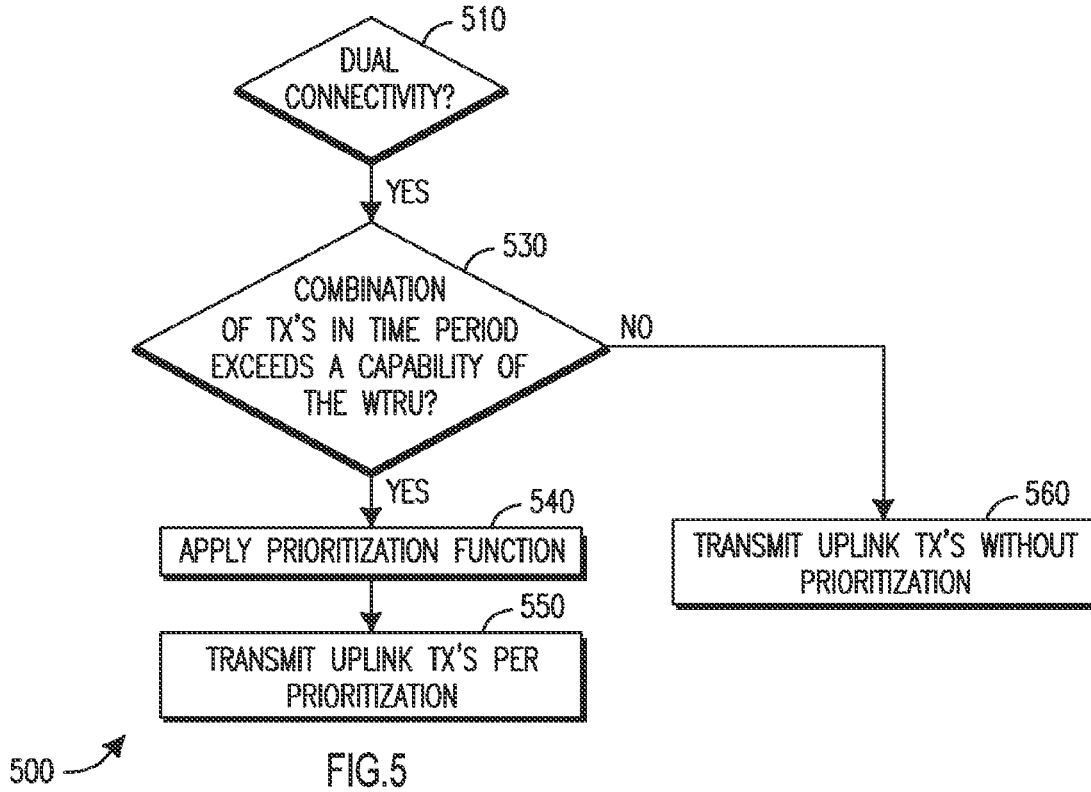 510
DUAL
CONNECTIVITY?
YES
530
COMBINATION
OF TX'S IN TIME PERIOD
EXCEEDS A CAPABILITY OF
THE WTRU?
NO
YES
540
APPLY PRIORITIZATION FUNCTION
560
TRANSMIT UPLINK TX'S WITHOUT
PRIORITIZATION
550
TRANSMIT UPLINK TX'S PER
PRIORITIZATION
500
FIG.5